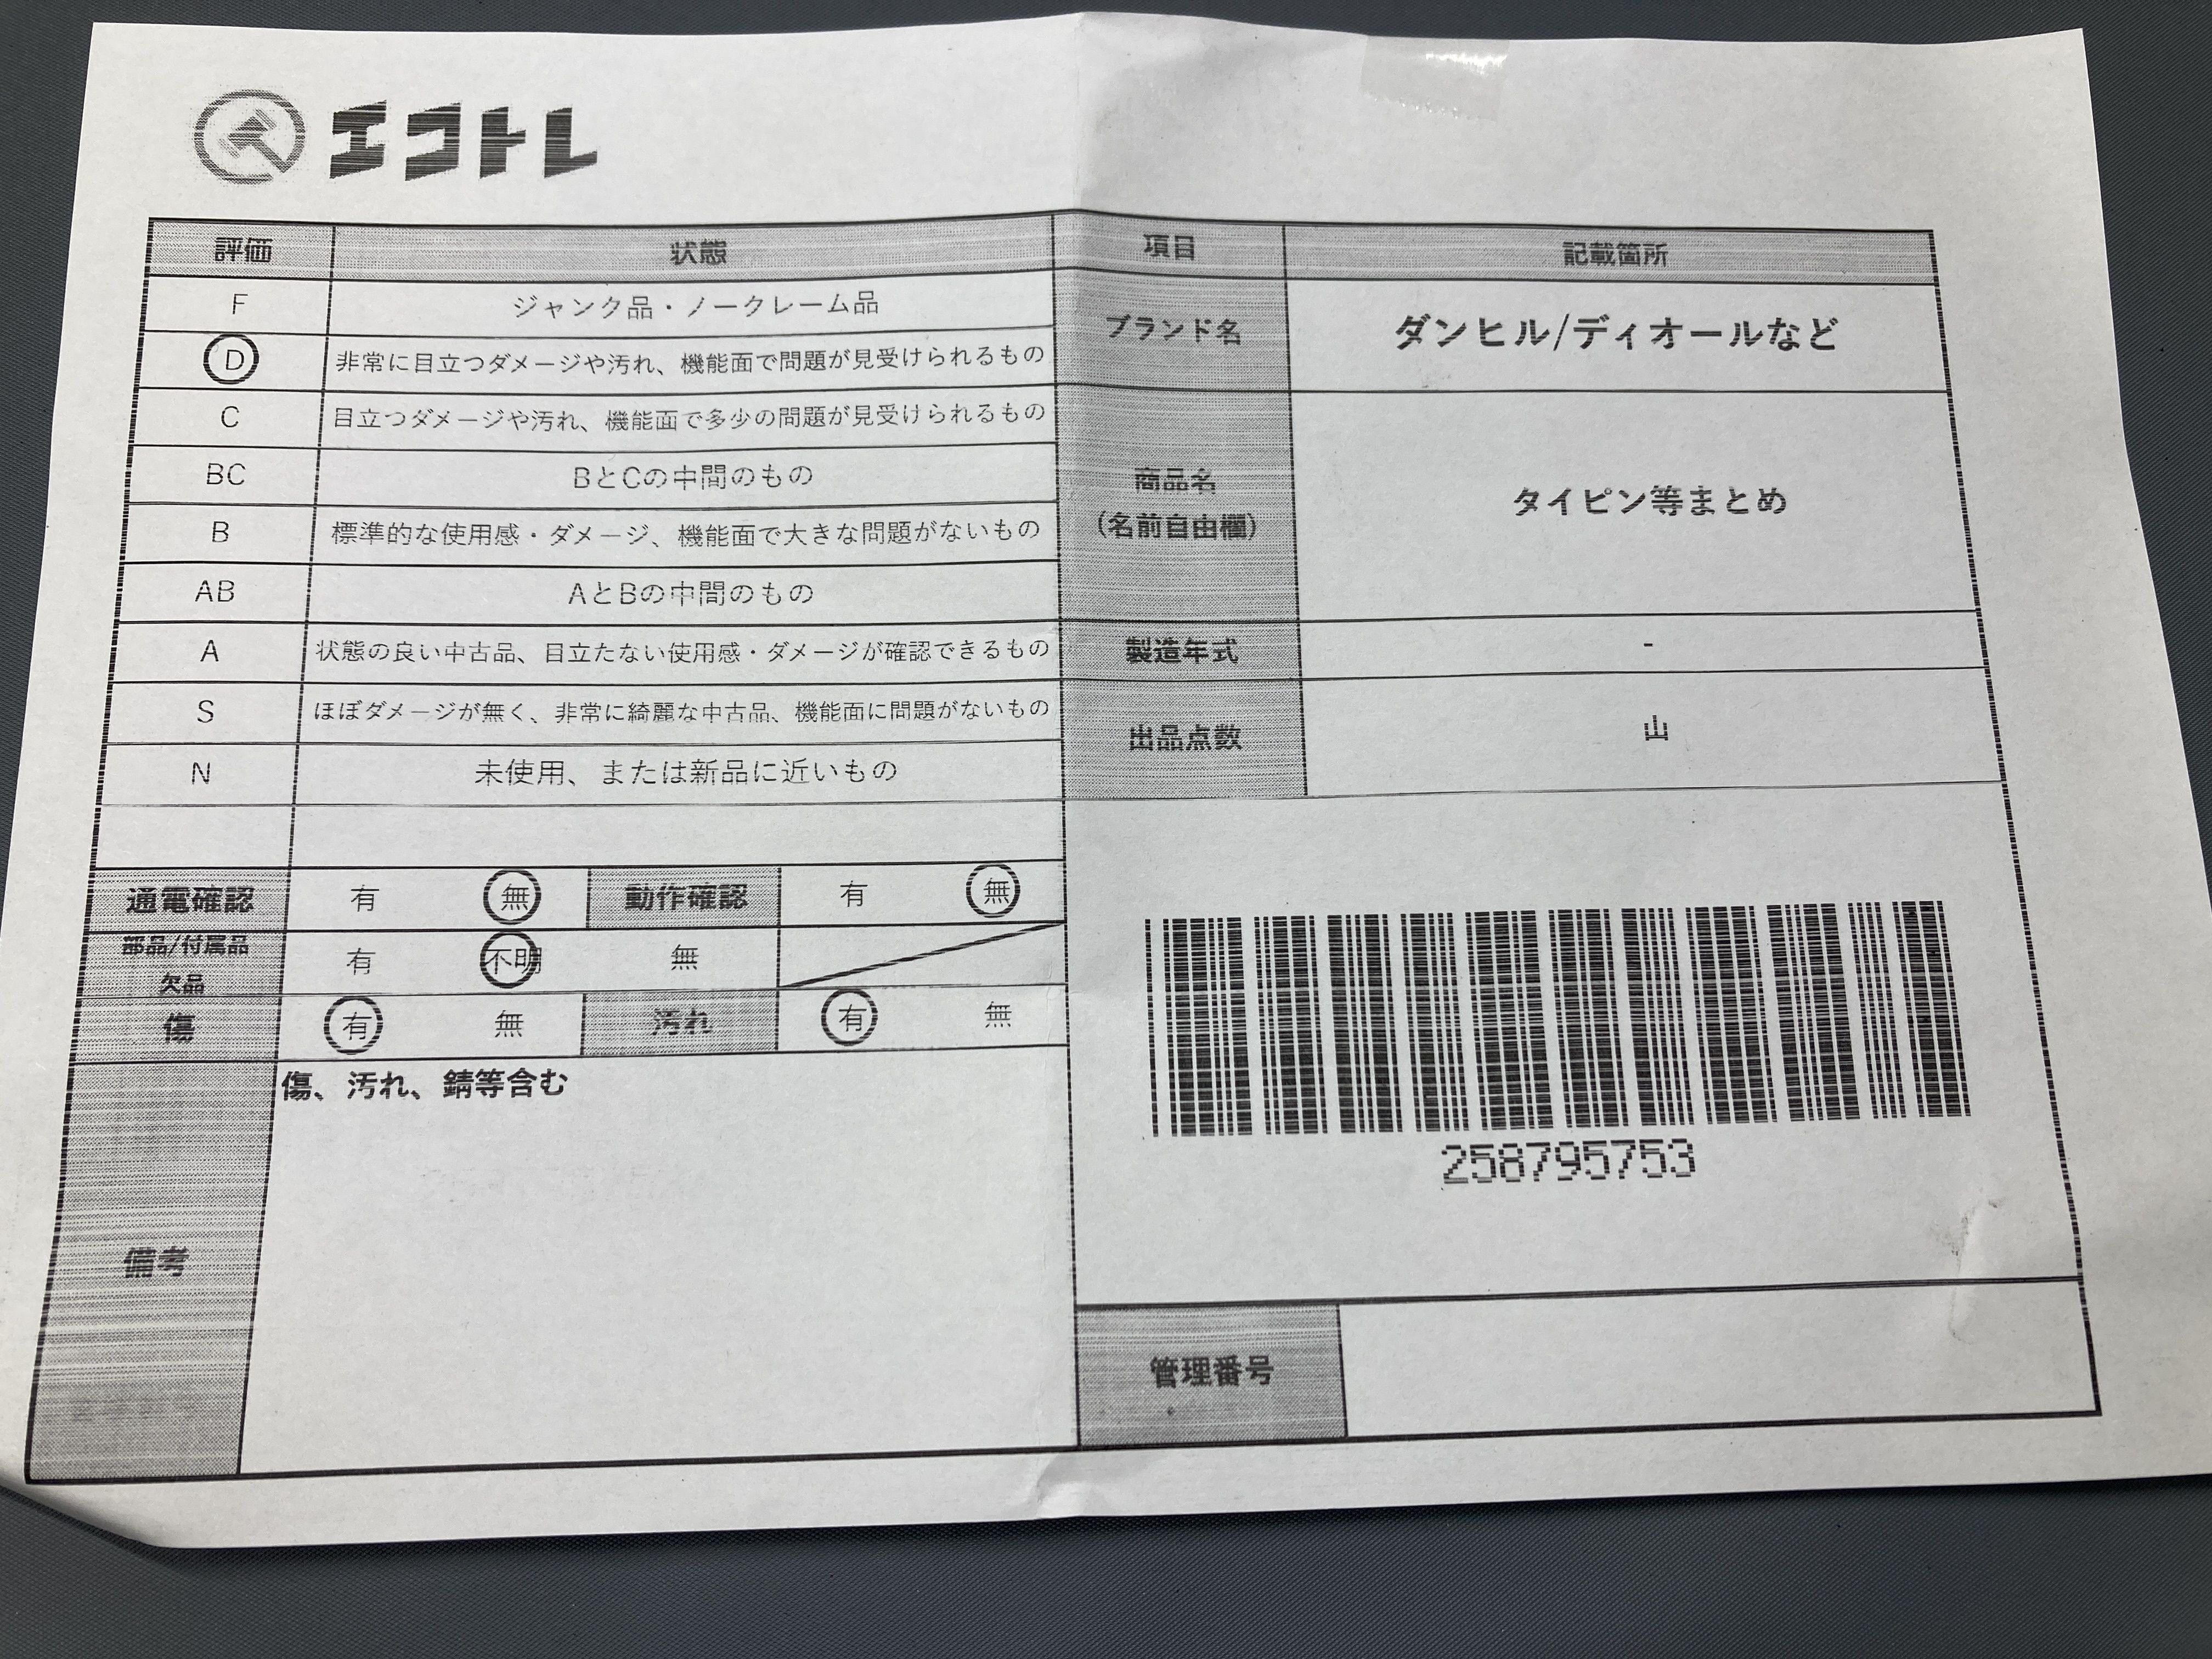 エコトレ
評価 状態
F ジャンク品・ノークレーム品
D 非常に目立つダメージや汚れ、機能面で問題が見受けられるもの
C 目立つダメージや汚れ、機能面で多少の問題が見受けられるもの
BC BとCの中間のもの
B 標準的な使用感・ダメージ、機能面で大きな問題がないもの
AB AとBの中間のもの
A 状態の良い中古品、目立たない使用感・ダメージが確認できるもの
S ほぼダメージが無く、非常に綺麗な中古品、機能面に問題がないもの
N 未使用、または新品に近いもの
通電確認 有 無 動作確認 有 無
部品/付属品
欠品 有 不明 無
傷 有 無 汚れ 有 無
備考 傷、汚れ、錆等含む
項目 記載箇所
ブランド名 ダンヒル/ディオールなど
商品名
(名前自由欄) タイピン等まとめ
製造年式 -
出品点数 山
258795753
管理番号